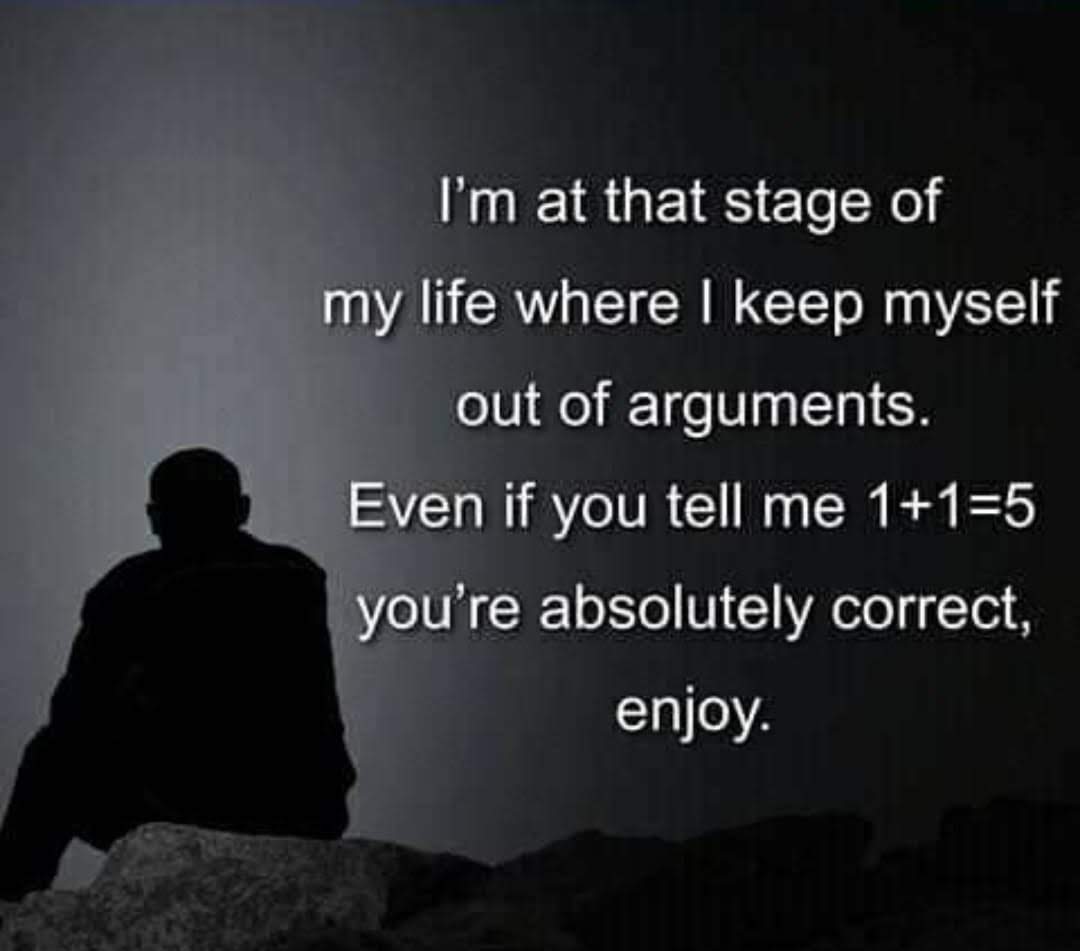 I'm at that stage of
my life where I keep myself
out of arguments.
Even if you tell me 1+1=5
you're absolutely correct,
enjoy.